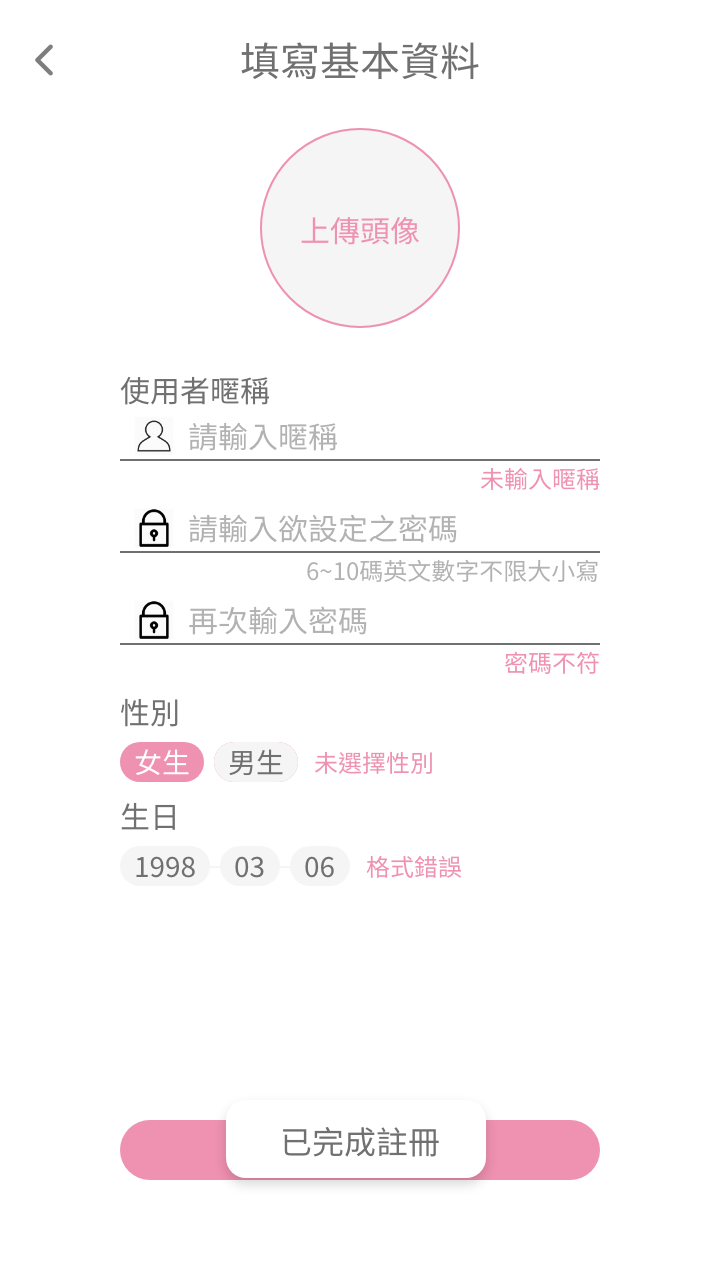 填寫基本資料
上傳頭像
使用者暱稱
請輸入暱稱
未輸入暱稱
請輸入欲設定之密碼
6~10碼英文數字不限大小寫
再次輸入密碼
密碼不符
性別
女生 男生 未選擇性別
生日
1998 03 06 格式錯誤
已完成註冊